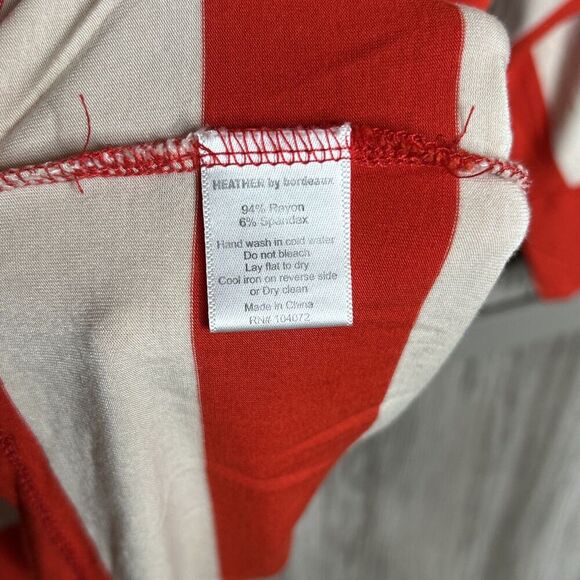 HEATHER by bordeaux
94% Rayon
6% Spandex
Hand wash in cold water
Do not bleach
Lay flat to dry
Cool iron on reverse side
or Dry clean
Made in China
RN# 104072